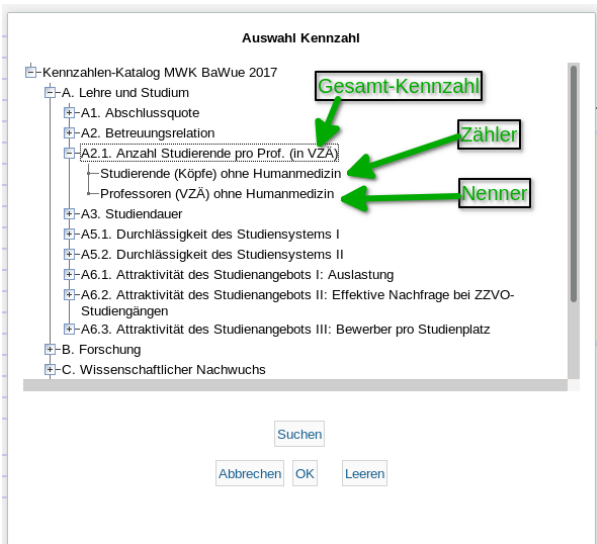 Auswahl Kennzahl
Kennzahlen-Katalog MWK BaWue 2017
Gesamt-Kennzahl
A. Lehre und Studium
A1. Abschlussquote
A2. Betreuungsrelation
Zähler
A2.1. Anzahl Studierende pro Prof. (in VZÄ)
Studierende (Köpfe) ohne Humanmedizin
Professoren (VZÄ) ohne Humanmedizin
Nenner
A3. Studiendauer
A5.1. Durchlässigkeit des Studiensystems I
A5.2. Durchlässigkeit des Studiensystems II
A6.1. Attraktivität des Studienangebots I: Auslastung
A6.2. Attraktivität des Studienangebots II: Effektive Nachfrage bei ZZVO-
Studiengängen
A6.3. Attraktivität des Studienangebots III: Bewerber pro Studienplatz
B. Forschung
C. Wissenschaftlicher Nachwuchs
Suchen
Abbrechen OK Leeren